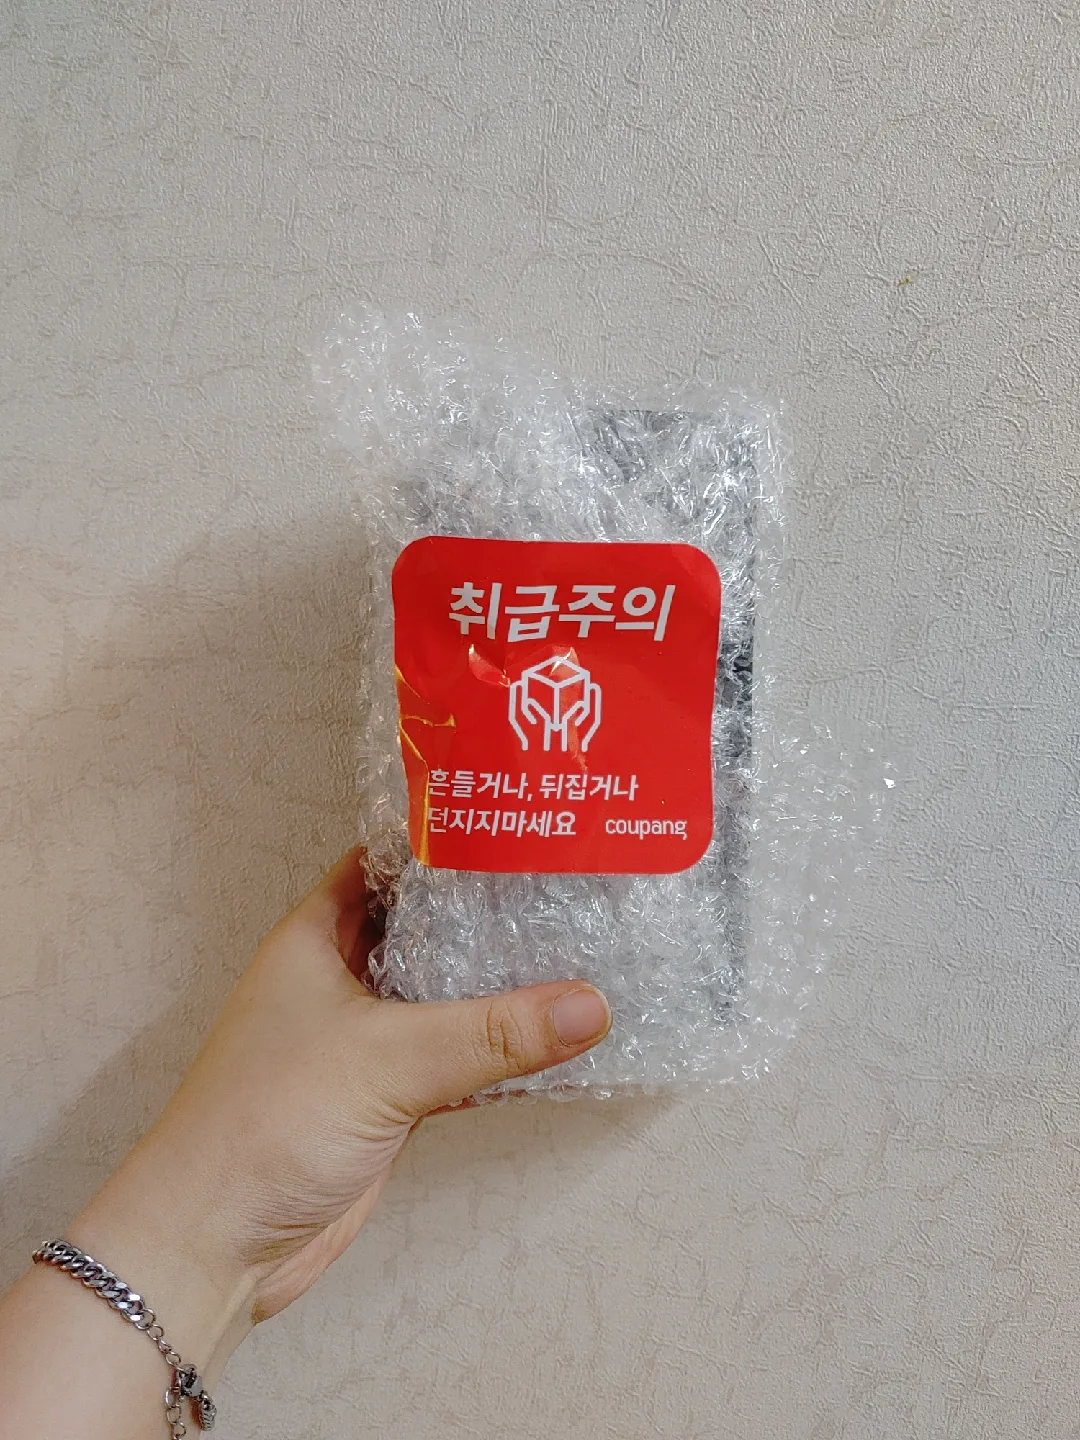 취급주의
흔들거나, 뒤집거나
던지지마세요 coupang